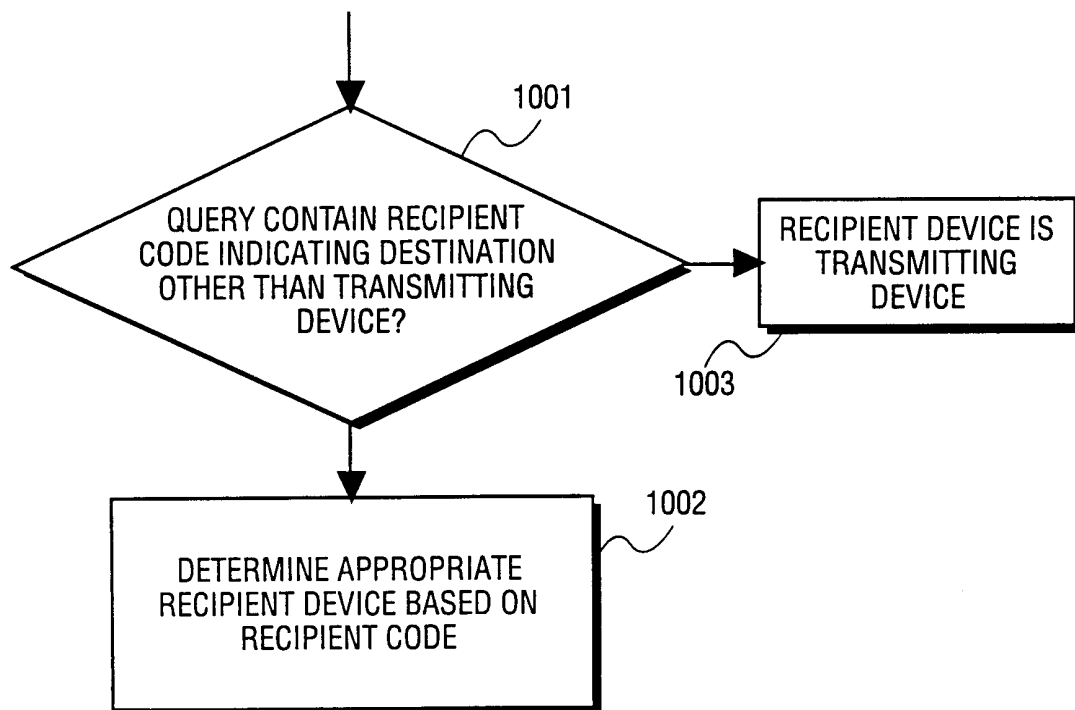 1001
QUERY CONTAIN RECIPIENT
CODE INDICATING DESTINATION
OTHER THAN TRANSMITTING
DEVICE?
RECIPIENT DEVICE IS
TRANSMITTING
DEVICE
1003
1002
DETERMINE APPROPRIATE
RECIPIENT DEVICE BASED ON
RECIPIENT CODE